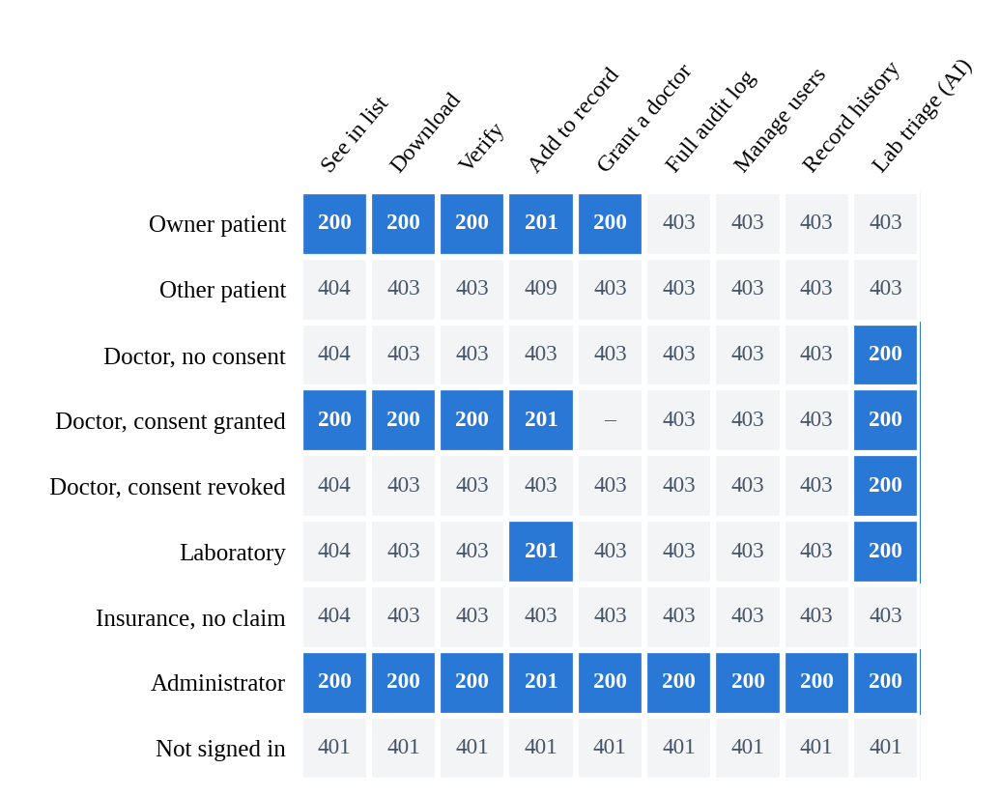 See in list Download Verify Add to record Grant a doctor Full audit log Manage users Record history Lab triage (AI)
Owner patient 200 200 200 201 200 403 403 403 403
Other patient 404 403 403 409 403 403 403 403 403
Doctor, no consent 404 403 403 403 403 403 403 403 200
Doctor, consent granted 200 200 200 201 – 403 403 403 200
Doctor, consent revoked 404 403 403 403 403 403 403 403 200
Laboratory 404 403 403 201 403 403 403 403 200
Insurance, no claim 404 403 403 403 403 403 403 403 403
Administrator 200 200 200 201 200 200 200 200 200
Not signed in 401 401 401 401 401 401 401 401 401